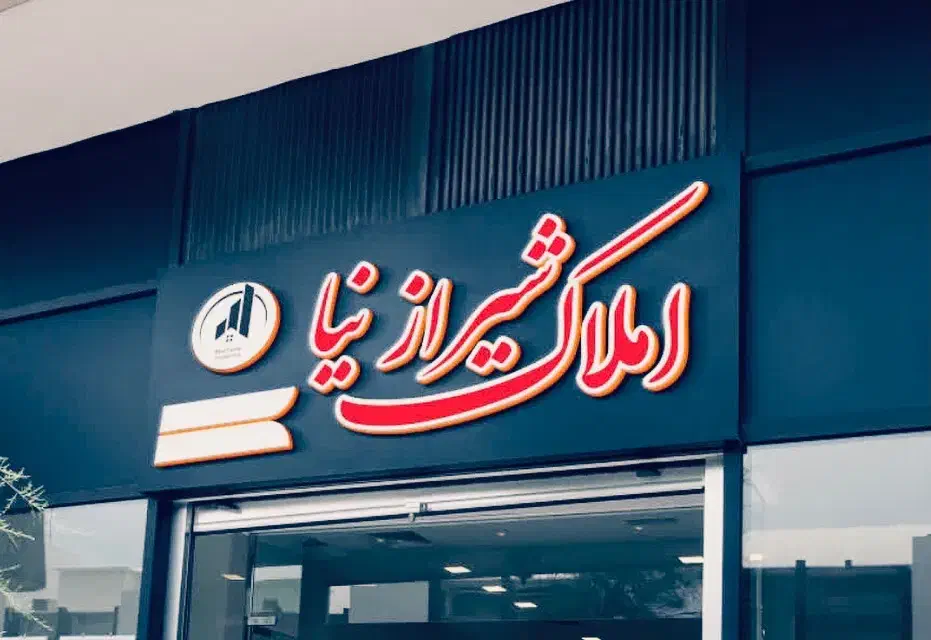 املاک شیراز نیا